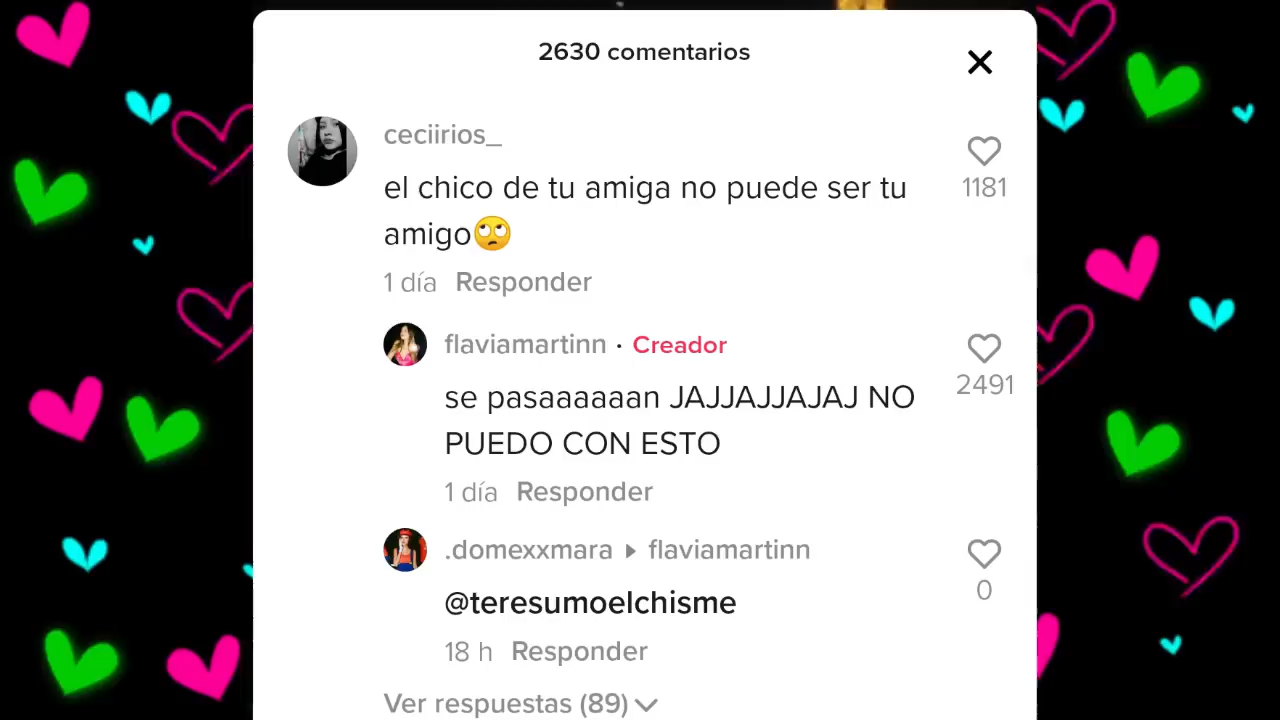 2630 comentarios
ceciirios_
el chico de tu amiga no puede ser tu
amigo🙄
1181
1 día Responder
flaviamartinn · Creador
se pasaaaaaan JAJJAJJAJAJ NO
PUEDO CON ESTO
2491
1 día Responder
.domexxmara ▸ flaviamartinn
@teresumoelchisme
0
18 h Responder
Ver respuestas (89)